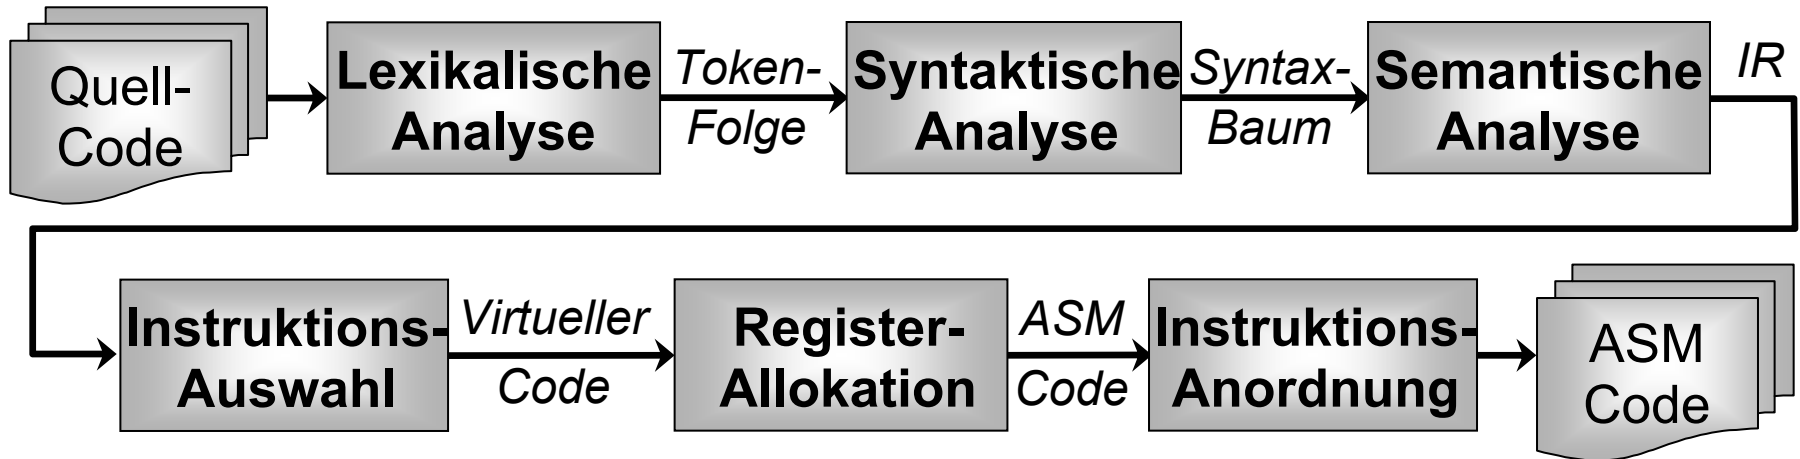 Quell-
Code
Lexikalische
Analyse
Token-
Folge
Syntaktische
Analyse
Syntax-
Baum
Semantische
Analyse
IR
Instruktions-
Auswahl
Virtueller
Code
Register-
Allokation
ASM
Code
Instruktions-
Anordnung
ASM
Code